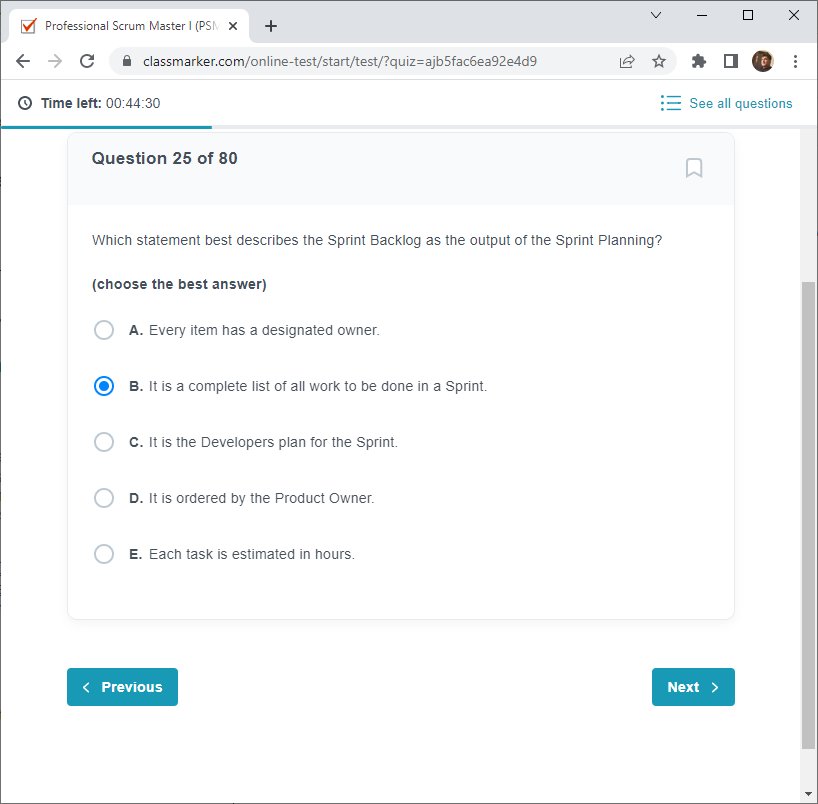 Professional Scrum Master I (PSM
classmarker.com/online-test/start/test/?quiz=ajb5fac6ea92e4d9
Time left: 00:44:30
See all questions
Question 25 of 80
Which statement best describes the Sprint Backlog as the output of the Sprint Planning?
(choose the best answer)
A. Every item has a designated owner.
B. It is a complete list of all work to be done in a Sprint.
C. It is the Developers plan for the Sprint.
D. It is ordered by the Product Owner.
E. Each task is estimated in hours.
Previous
Next